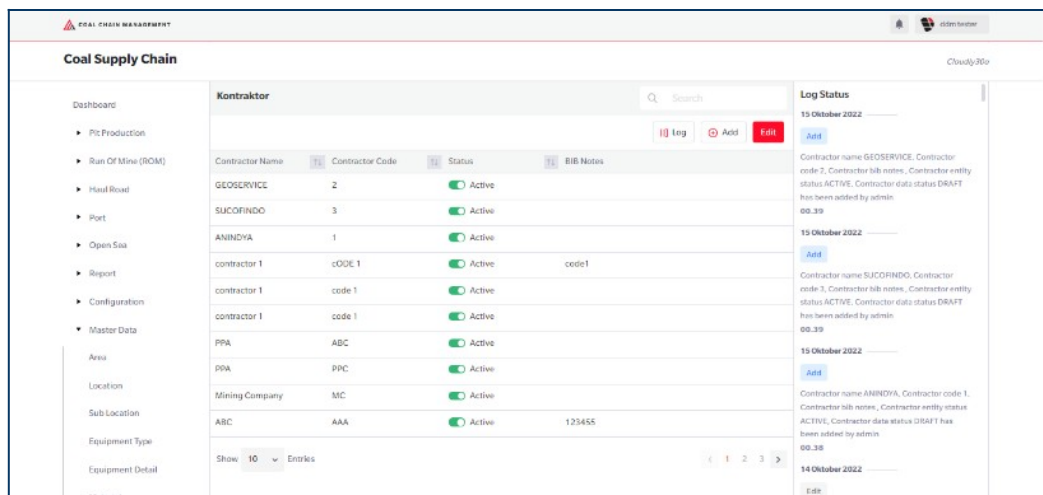 COAL CHAIN MANAGEMENT
ddm tester
Coal Supply Chain
Cloudly30o
Dashboard
Pit Production
Run Of Mine (ROM)
Haul Road
Port
Open Sea
Report
Configuration
Master Data
Area
Location
Sub Location
Equipment Type
Equipment Detail
Kontraktor
Search
Log
Add
Edit
Contractor Name Contractor Code Status BIB Notes
GEOSERVICE 2 Active
SUCOFINDO 3 Active
ANINDYA 1 Active
contractor 1 cODE 1 Active code1
contractor 1 code 1 Active
contractor 1 code 1 Active
PPA ABC Active
PPA PPC Active
Mining Company MC Active
ABC AAA Active 123455
Show 10 Entries
1 2 3
Log Status
15 Oktober 2022
Add
Contractor name GEOSERVICE, Contractor
code 2, Contractor bib notes , Contractor entity
status ACTIVE, Contractor data status DRAFT
has been added by admin
00.39
15 Oktober 2022
Add
Contractor name SUCOFINDO, Contractor
code 3, Contractor bib notes , Contractor entity
status ACTIVE, Contractor data status DRAFT
has been added by admin
00.39
15 Oktober 2022
Add
Contractor name ANINDYA, Contractor code 1,
Contractor bib notes , Contractor entity status
ACTIVE, Contractor data status DRAFT has
been added by admin
00.38
14 Oktober 2022
Edit